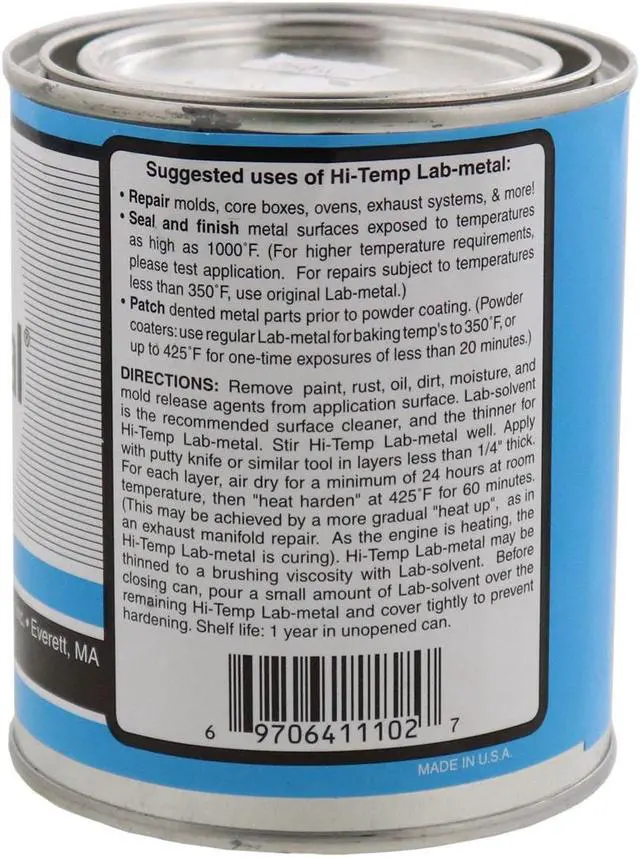 Suggested uses of Hi-Temp Lab-metal:
• Repair molds, core boxes, ovens, exhaust systems, & more!
• Seal and finish metal surfaces exposed to temperatures
as high as 1000°F. (For higher temperature requirements,
please test application. For repairs subject to temperatures
less than 350°F, use original Lab-metal.)
• Patch dented metal parts prior to powder coating. (Powder
coaters: use regular Lab-metal for baking temp's to 350°F, or
up to 425°F for one-time exposures of less than 20 minutes.)
DIRECTIONS: Remove paint, rust, oil, dirt, moisture, and
mold release agents from application surface. Lab-solvent
is the recommended surface cleaner, and the thinner for
Hi-Temp Lab-metal. Stir Hi-Temp Lab-metal well. Apply
with putty knife or similar tool in layers less than 1/4" thick.
For each layer, air dry for a minimum of 24 hours at room
temperature, then "heat harden" at 425°F for 60 minutes.
(This may be achieved by a more gradual "heat up", as in
an exhaust manifold repair. As the engine is heating, the
Hi-Temp Lab-metal is curing). Hi-Temp Lab-metal may be
thinned to a brushing viscosity with Lab-solvent. Before
closing can, pour a small amount of Lab-solvent over the
remaining Hi-Temp Lab-metal and cover tightly to prevent
hardening. Shelf life: 1 year in unopened can.
• Everett, MA
6 9706411102 7
MADE IN U.S.A.